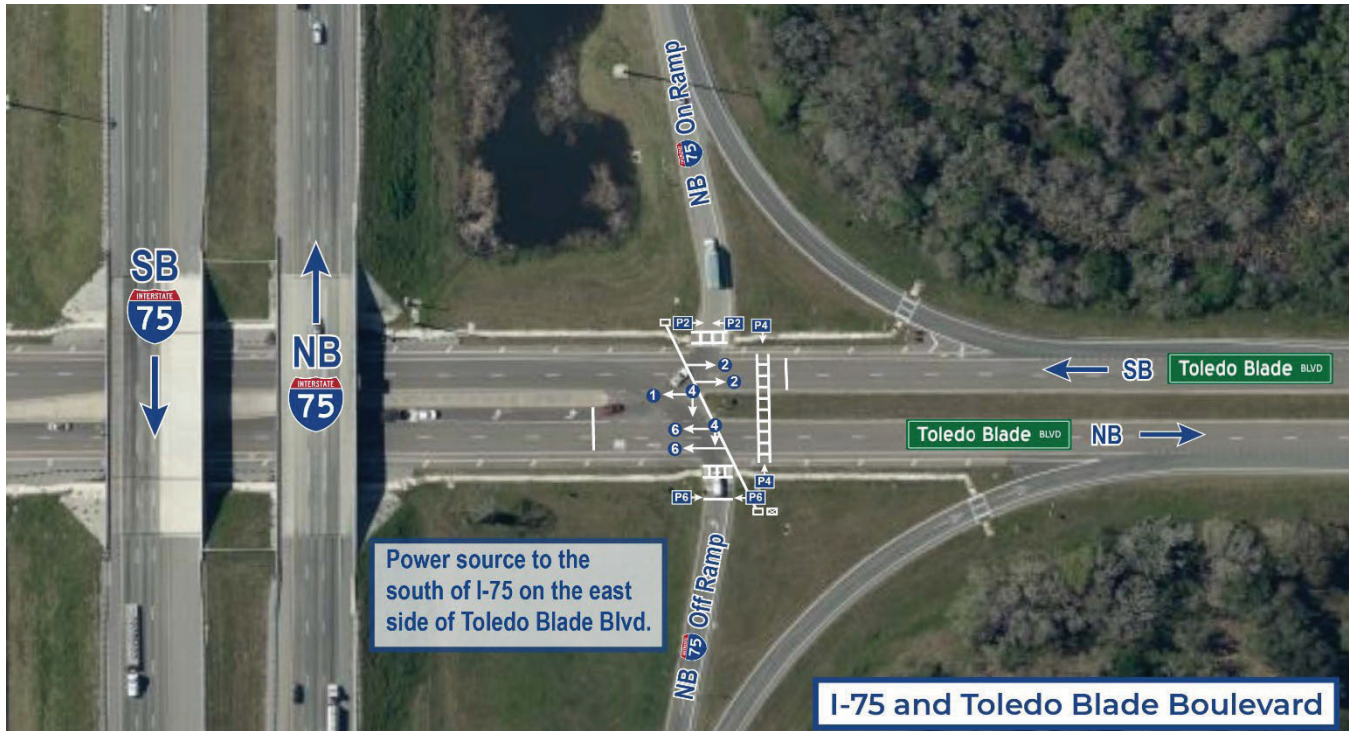 SB
INTERSTATE
75
NB
INTERSTATE
75
NB 75 On Ramp
P2
P2
P4
2
2
1
4
6
4
6
P4
P6
P6
SB
Toledo Blade BLVD
Toledo Blade BLVD
NB
Power source to the
south of I-75 on the east
side of Toledo Blade Blvd.
NB 75 Off Ramp
I-75 and Toledo Blade Boulevard